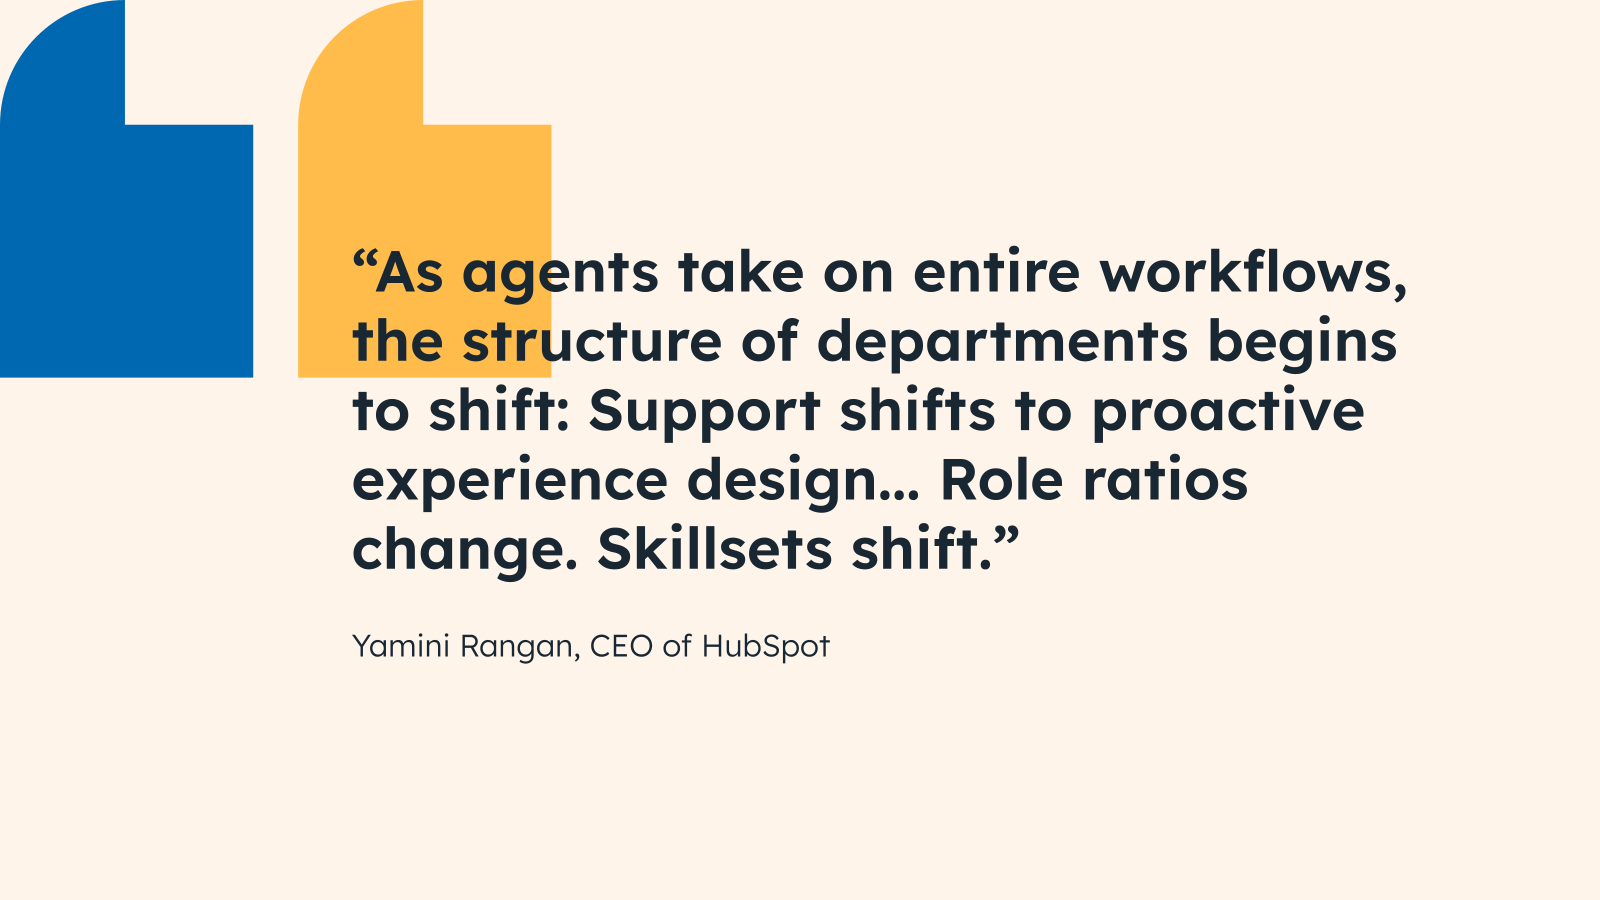 “As agents take on entire workflows,
the structure of departments begins
to shift: Support shifts to proactive
experience design... Role ratios
change. Skillsets shift.”
Yamini Rangan, CEO of HubSpot